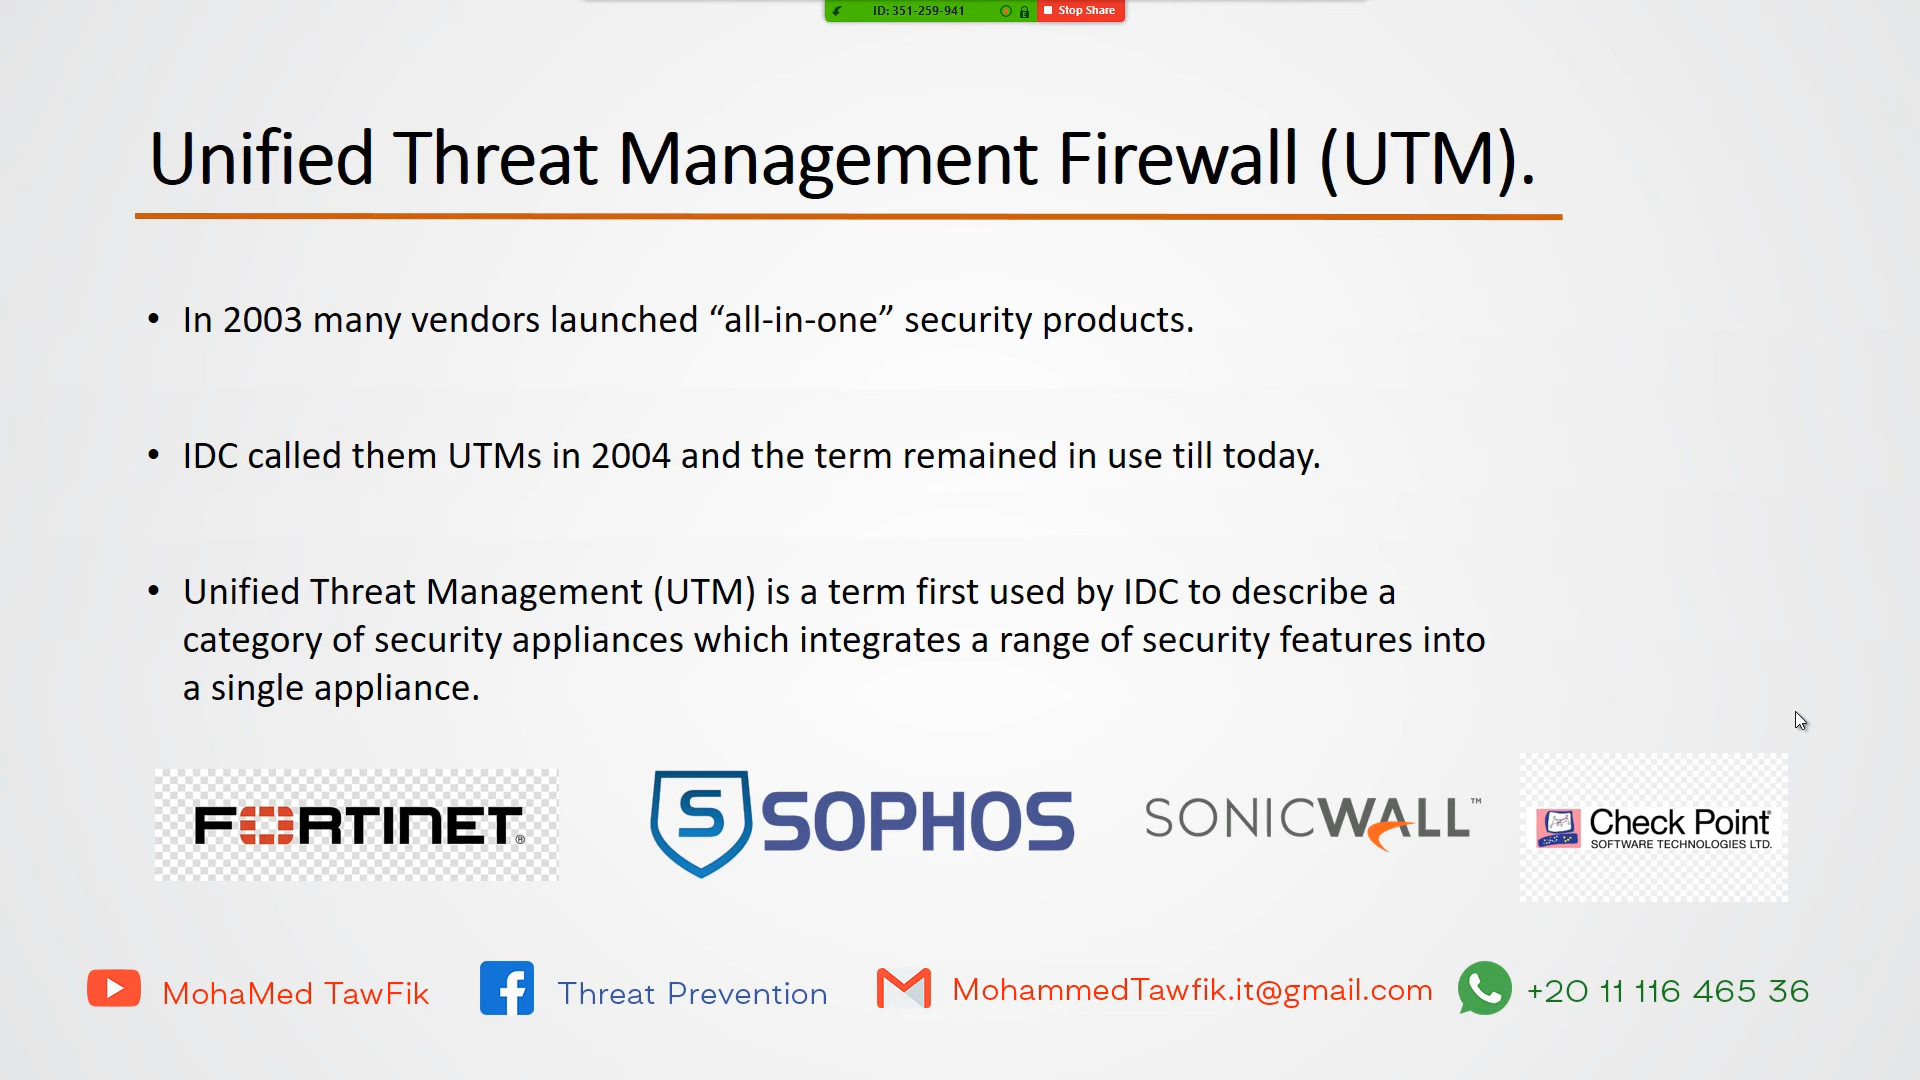 ID: 351-259-941 Stop Share
Unified Threat Management Firewall (UTM).
• In 2003 many vendors launched “all-in-one” security products.
• IDC called them UTMs in 2004 and the term remained in use till today.
• Unified Threat Management (UTM) is a term first used by IDC to describe a
category of security appliances which integrates a range of security features into
a single appliance.
FORTINET®
S SOPHOS
SONICWALL™
Check Point®
SOFTWARE TECHNOLOGIES LTD.
MohaMed TawFik
Threat Prevention
MohammedTawfik.it@gmail.com
+20 11 116 465 36